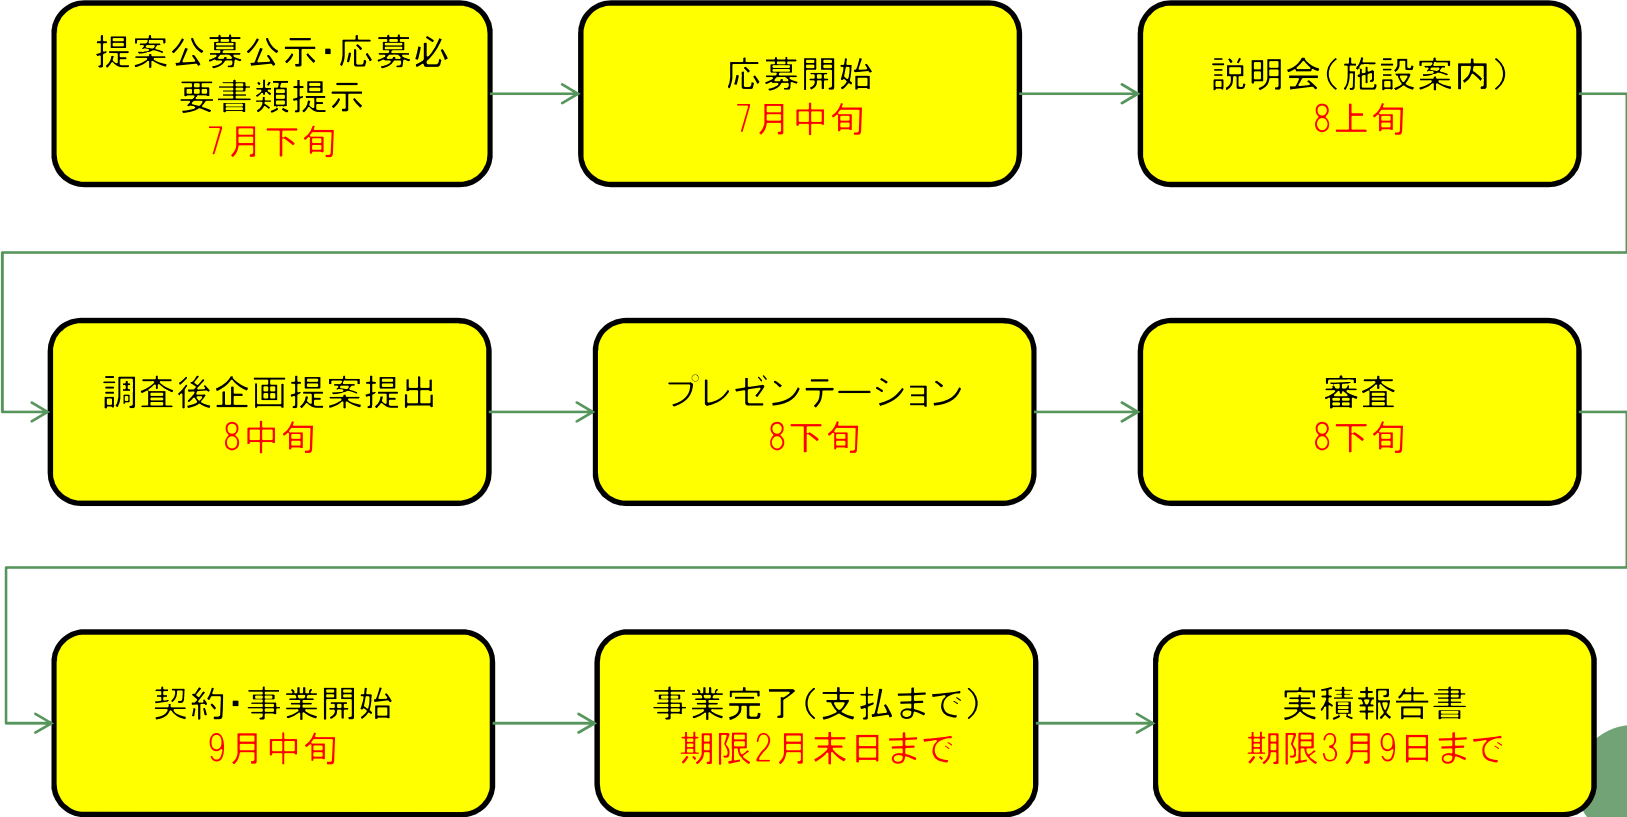 提案公募公示・応募必
要書類提示
7月下旬
応募開始
7月中旬
説明会(施設案内)
8上旬
調査後企画提案提出
8中旬
プレゼンテーション
8下旬
審査
8下旬
契約・事業開始
9月中旬
事業完了(支払まで)
期限2月末日まで
実積報告書
期限3月9日まで